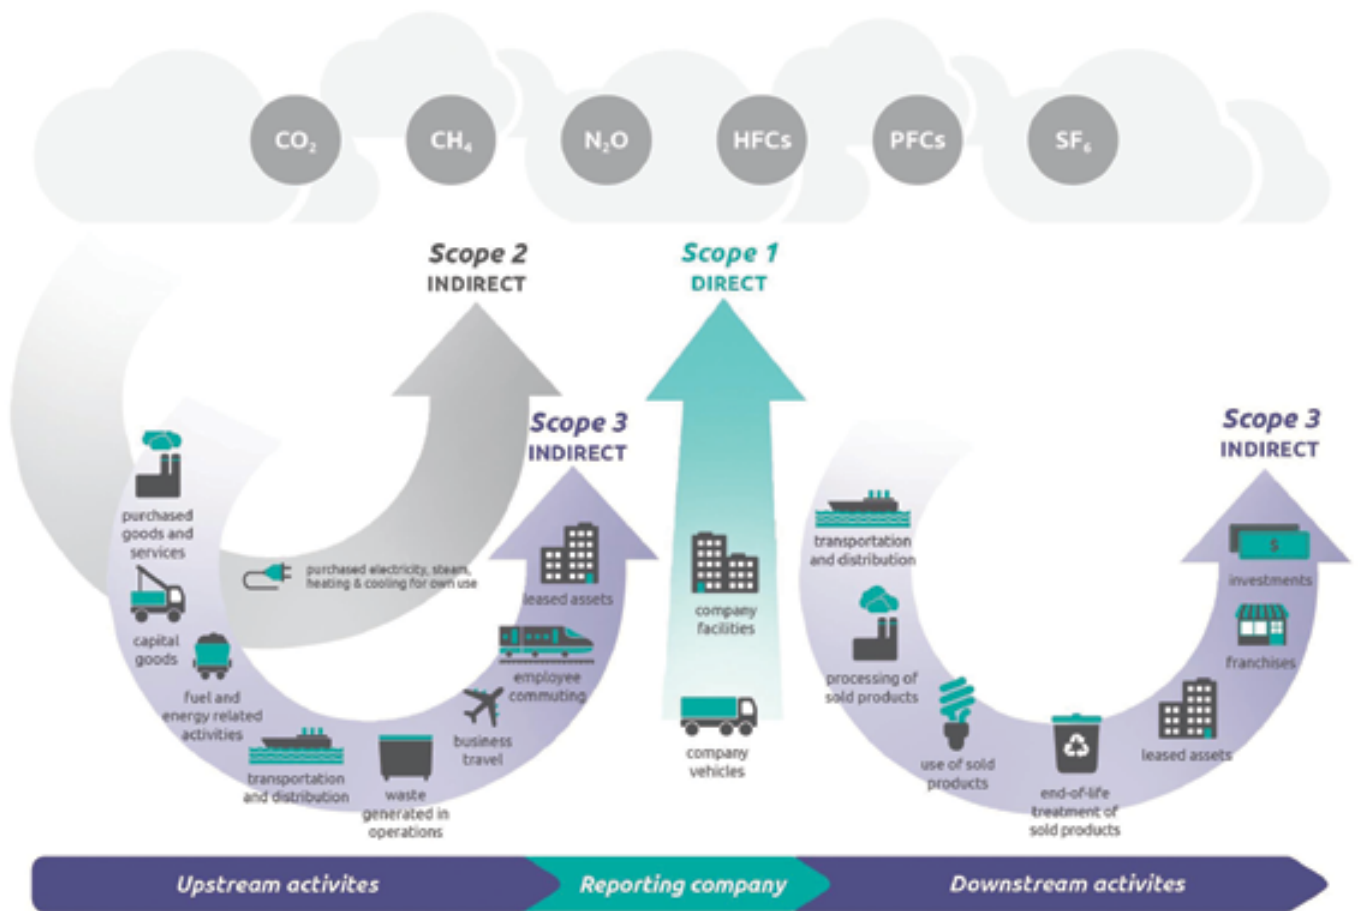 CO₂
CH₄
N₂O
HFCs
PFCs
SF₆
Scope 2
INDIRECT
Scope 1
DIRECT
Scope 3
INDIRECT
Scope 3
INDIRECT
purchased
goods and
services
capital
goods
fuel and
energy related
activities
transportation
and distribution
waste
generated in
operations
business
travel
employee
commuting
leased assets
purchased electricity, steam,
heating & cooling for own use
company
facilities
company
vehicles
transportation
and distribution
processing of
sold products
use of sold
products
end-of-life
treatment of
sold products
leased assets
franchises
investments
$
Upstream activites
Reporting company
Downstream activites